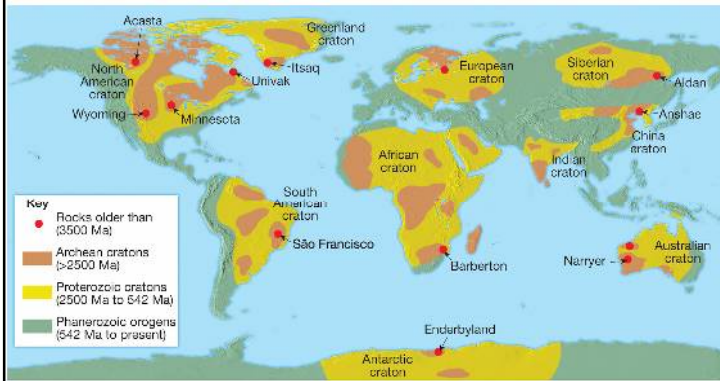 Acasta
Greenland
craton
North
American
craton
Itsaq
Univak
Wyoming
Minnesota
European
craton
Siberian
craton
Aldan
Anshae
China
craton
African
craton
Indian
craton
South
American
craton
São Francisco
Barberton
Australian
craton
Narryer
Enderbyland
Antarctic
craton
Key
Rocks older than
(3500 Ma)
Archean cratons
(>2500 Ma)
Proterozoic cratons
(2500 Ma to 542 Ma)
Phanerozoic orogens
(542 Ma to present)